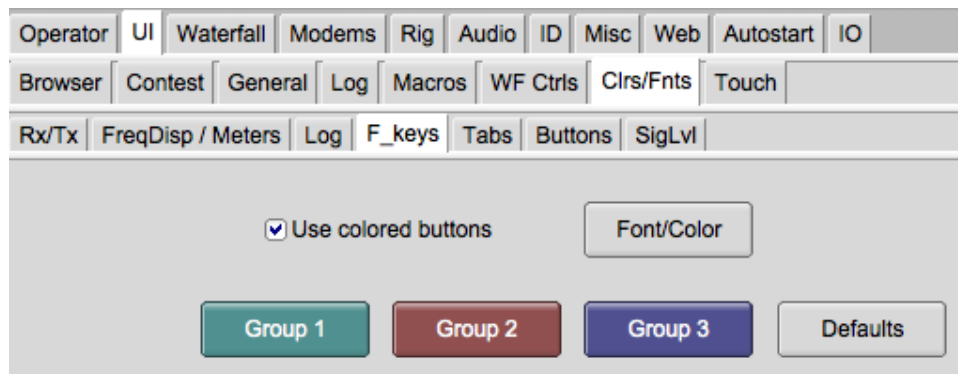 Operator UI Waterfall Modems Rig Audio ID Misc Web Autostart IO
Browser Contest General Log Macros WF Ctrls Clrs/Fnts Touch
Rx/Tx FreqDisp / Meters Log F_keys Tabs Buttons SigLvl
Use colored buttons Font/Color
Group 1 Group 2 Group 3 Defaults